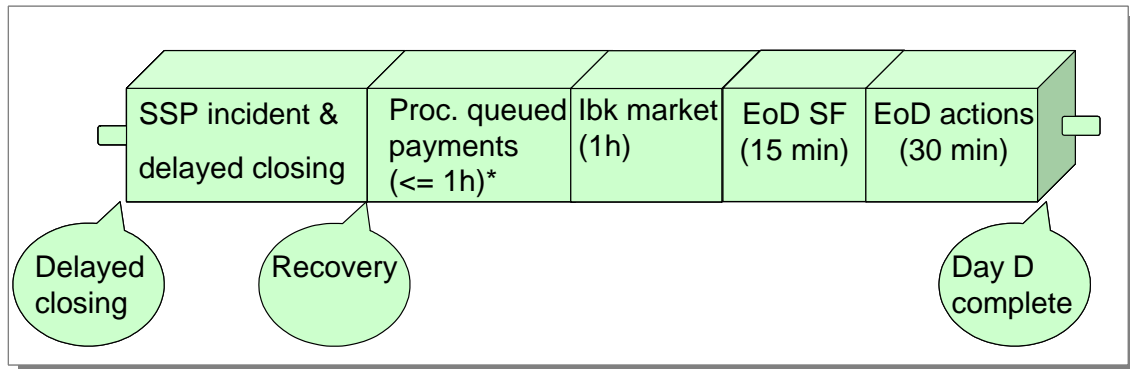 SSP incident &
delayed closing
Proc. queued
payments
(<= 1h)*
Ibk market
(1h)
EoD SF
(15 min)
EoD actions
(30 min)
Delayed
closing
Recovery
Day D
complete